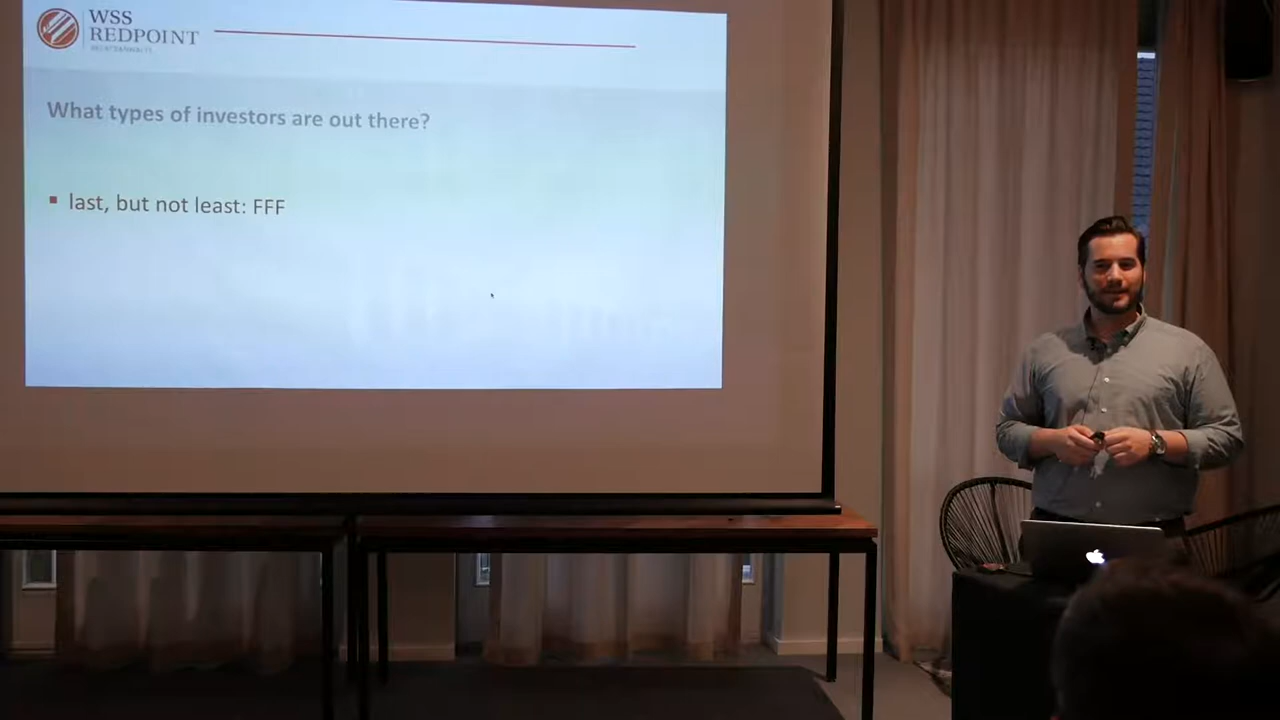 WSS
REDPOINT
What types of investors are out there?
last, but not least: FFF